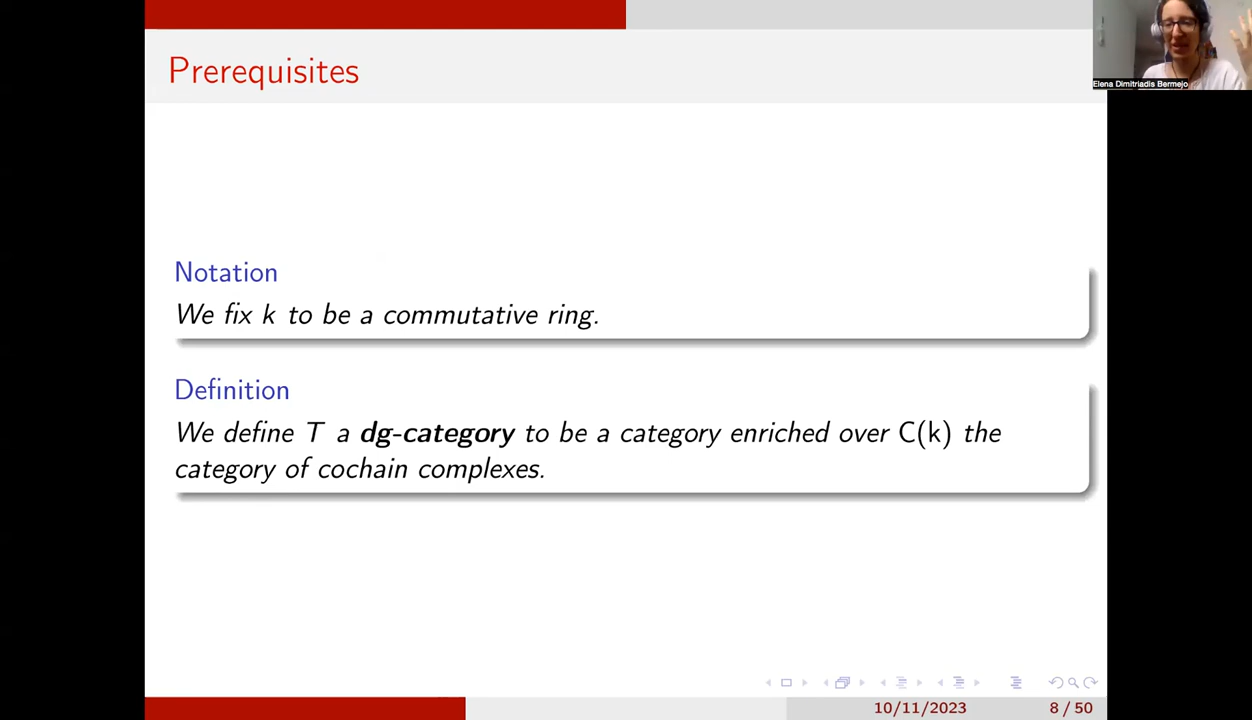 Prerequisites
Elena Dimitriadis Bermejo
Notation
We fix k to be a commutative ring.
Definition
We define T a dg-category to be a category enriched over C(k) the
category of cochain complexes.
10/11/2023
8 / 50